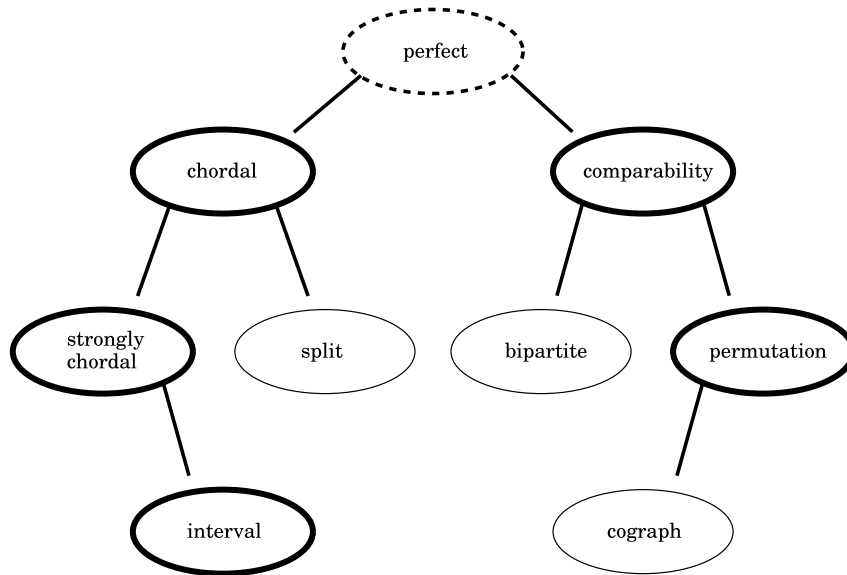 perfect
chordal
comparability
strongly
chordal
split
bipartite
permutation
interval
cograph